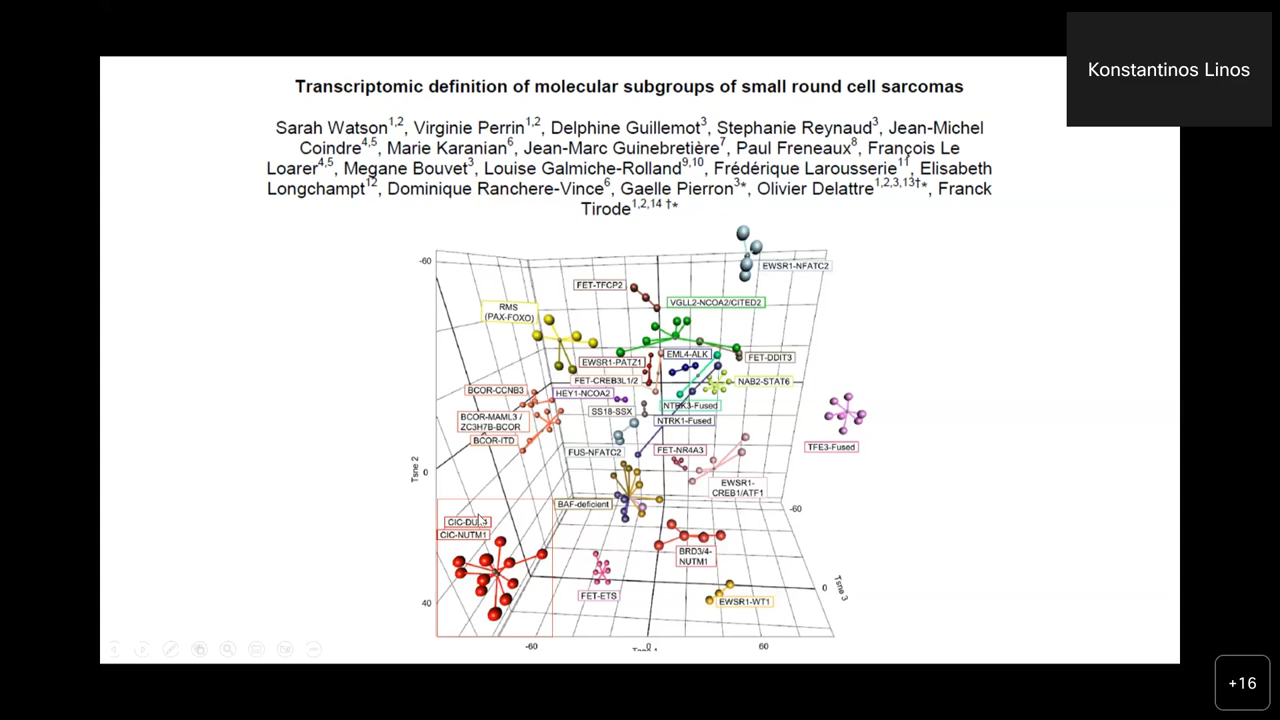 Konstantinos Linos
Transcriptomic definition of molecular subgroups of small round cell sarcomas
Sarah Watson1,2, Virginie Perrin1,2, Delphine Guillemot3, Stephanie Reynaud3, Jean-Michel
Coindre4,5, Marie Karanian6, Jean-Marc Guinebretière7, Paul Freneaux8, François Le
Loarer4,5, Megane Bouvet3, Louise Galmiche-Rolland9,10, Frédérique Larousserie11, Elisabeth
Longchampt12, Dominique Ranchere-Vince6, Gaelle Pierron3*, Olivier Delattre1,2,3,13†*, Franck
Tirode1,2,14 †*
-60
EWSR1-NFATC2
FET-TFCP2
VGLL2-NCOA2/CITED2
RMS
(PAX-FOXO)
EML4-ALK
FET-DDIT3
EWSR1-PATZ1
FET-CREB3L1/2
NAB2-STAT6
BCOR-CCNB3
HEY1-NCOA2
NTRK3-Fused
SS18-SSX
BCOR-MAML3 /
ZC3H7B-BCOR
NTRK1-Fused
BCOR-ITD
TFE3-Fused
FUS-NFATC2
FET-NR4A3
Tsne 2
0
EWSR1-
CREB1/ATF1
BAF-deficient
-60
CIC-NUTM1
BRD3/4-
NUTM1
0
Tsne 3
FET-ETS
EWSR1-WT1
40
-60
0
60
+16